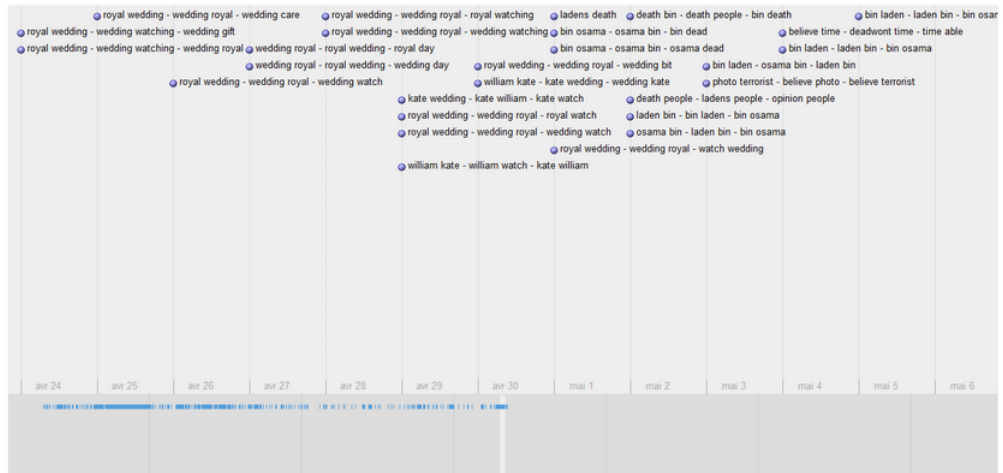 royal wedding - wedding royal - wedding care
royal wedding - wedding royal - royal watching
ladens death
death bin - death people - bin death
bin laden - laden bin - bin osar
royal wedding - wedding watching - wedding gift
royal wedding - wedding royal - wedding watching
bin osama - osama bin - bin dead
believe time - deadwont time - time able
royal wedding - wedding watching - wedding royal
wedding royal - royal wedding - royal day
bin osama - osama bin - osama dead
bin laden - laden bin - bin osama
wedding royal - royal wedding - wedding day
royal wedding - wedding royal - wedding bit
bin laden - osama bin - laden bin
royal wedding - wedding royal - wedding watch
william kate - kate wedding - wedding kate
photo terrorist - believe photo - believe terrorist
kate wedding - kate william - kate watch
death people - ladens people - opinion people
royal wedding - wedding royal - royal watch
laden bin - bin laden - bin osama
royal wedding - wedding royal - wedding watch
osama bin - laden bin - bin osama
royal wedding - wedding royal - watch wedding
william kate - william watch - kate william
avr 24 avr 25 avr 26 avr 27 avr 28 avr 29 avr 30 mai 1 mai 2 mai 3 mai 4 mai 5 mai 6